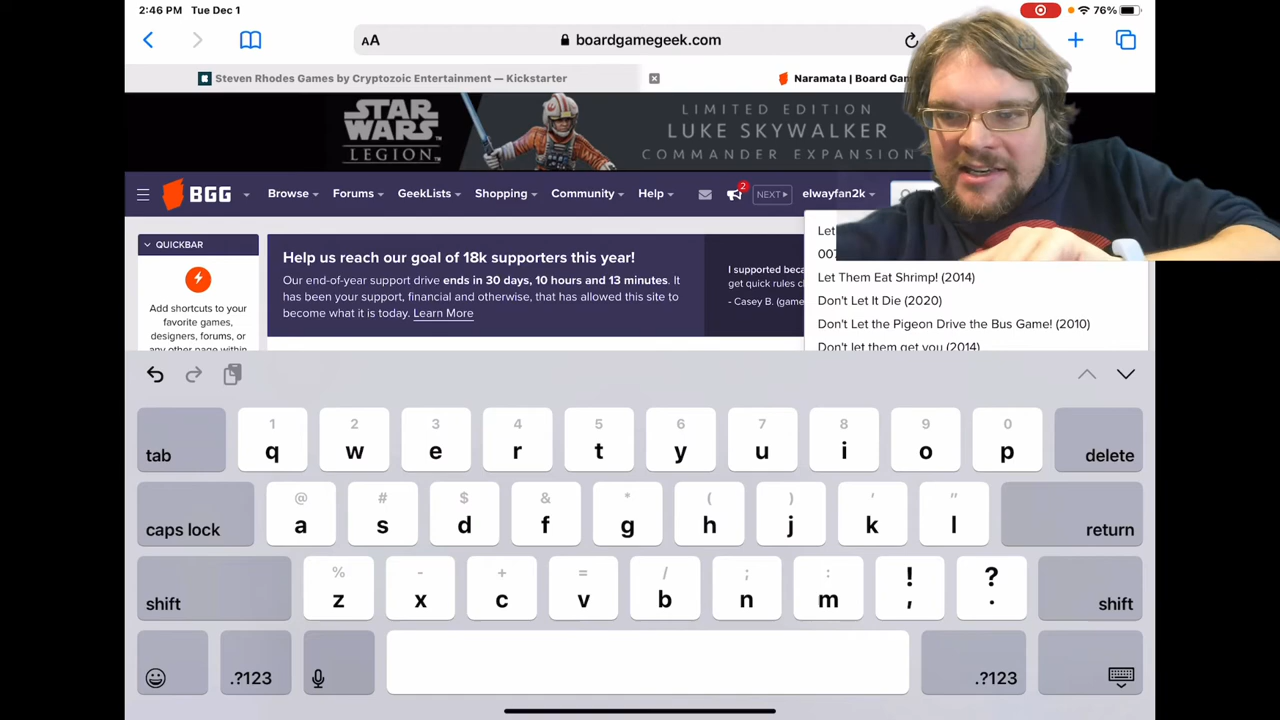 2:46 PM Tue Dec 1
76%
AA
boardgamegeek.com
Steven Rhodes Games by Cryptozoic Entertainment — Kickstarter
Naramata | Board Gam
STAR WARS LEGION
LIMITED EDITION
LUKE SKYWALKER
COMMANDER EXPANSION
BGG
Browse
Forums
GeekLists
Shopping
Community
Help
2
NEXT
elwayfan2k
QUICKBAR
Add shortcuts to your
favorite games,
designers, forums, or
any other page within
Help us reach our goal of 18k supporters this year!
Our end-of-year support drive ends in 30 days, 10 hours and 13 minutes. It
has been your support, financial and otherwise, that has allowed this site to
become what it is today. Learn More
I supported beca
get quick rules c
- Casey B. (game
Let
007
Let Them Eat Shrimp! (2014)
Don't Let It Die (2020)
Don't Let the Pigeon Drive the Bus Game! (2010)
Don't let them get you (2014)
1 2 3 4 5 6 7 8 9 0
tab q w e r t y u i o p delete
@ # $ & * ( ) ' "
caps lock a s d f g h j k l return
% - + = / ; : ! ?
shift z x c v b n m , . shift
.?123 .?123